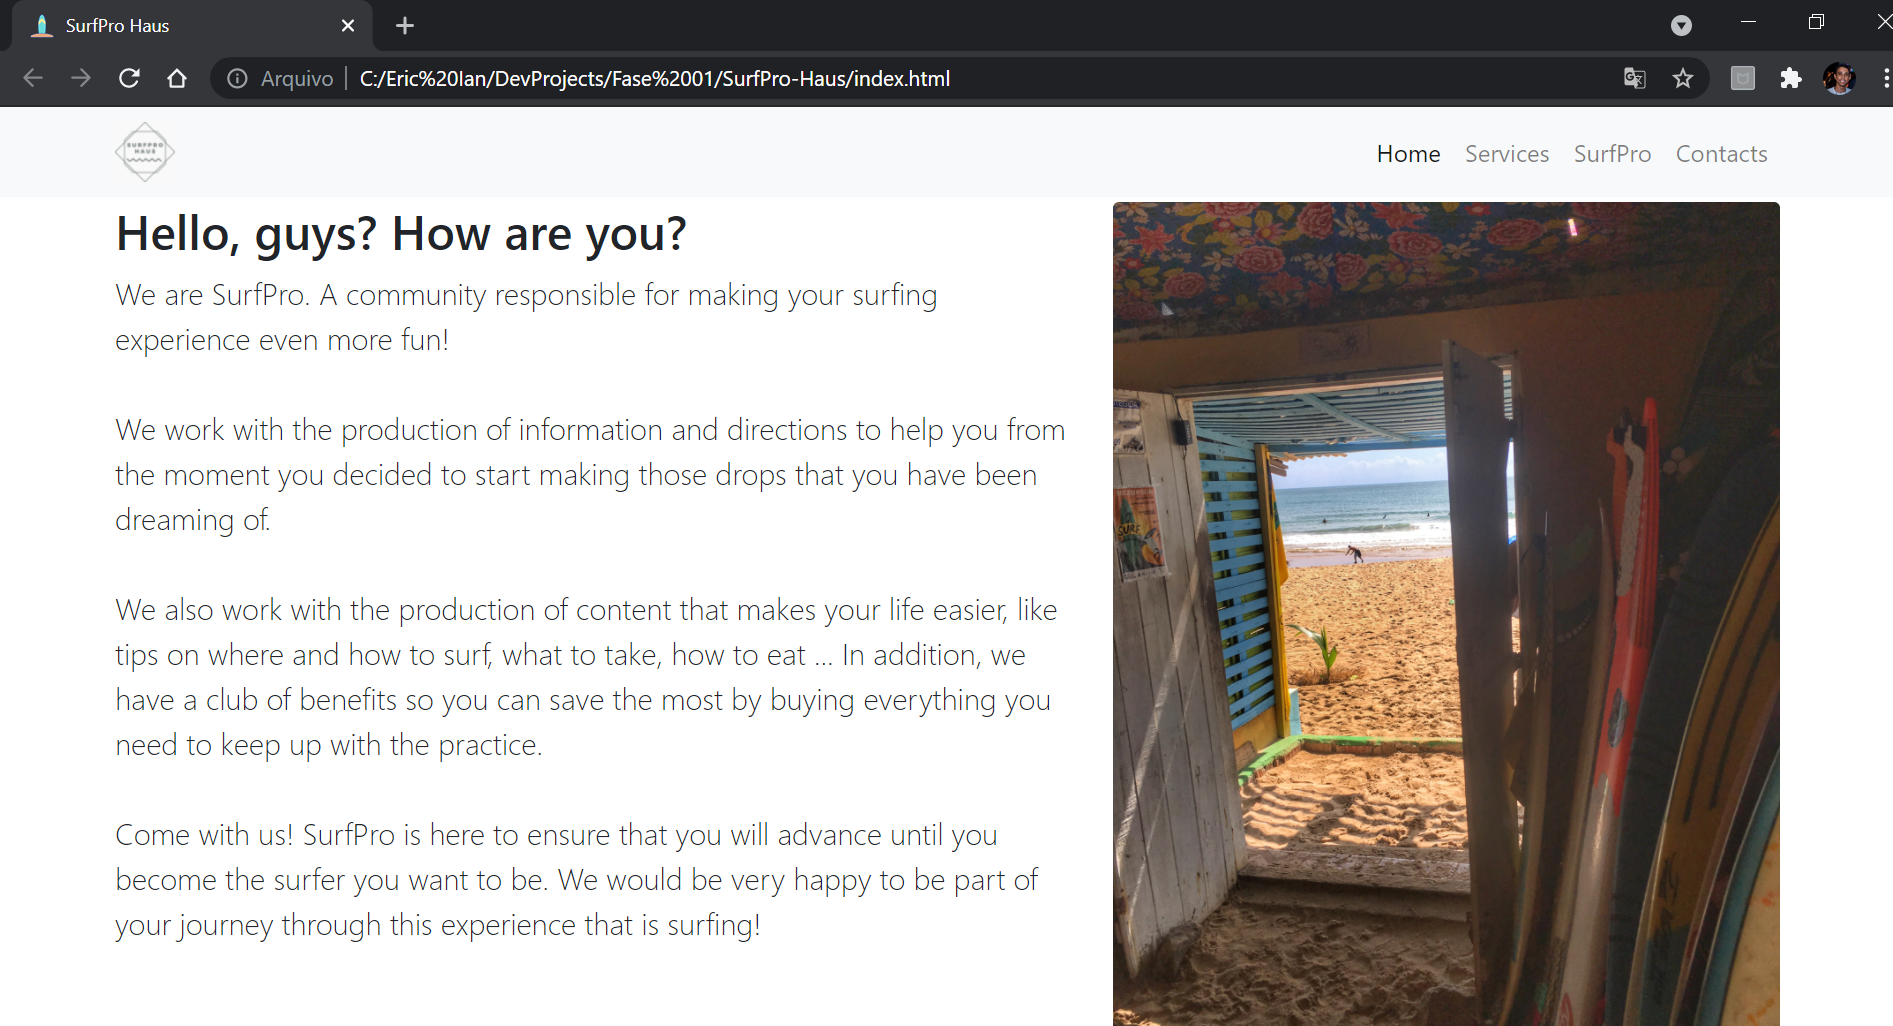 SurfPro Haus
Arquivo
C:/Eric%20Ian/DevProjects/Fase%2001/SurfPro-Haus/index.html
SURFPRO
HAUS
Home Services SurfPro Contacts
Hello, guys? How are you?
We are SurfPro. A community responsible for making your surfing
experience even more fun!
We work with the production of information and directions to help you from
the moment you decided to start making those drops that you have been
dreaming of.
We also work with the production of content that makes your life easier, like
tips on where and how to surf, what to take, how to eat ... In addition, we
have a club of benefits so you can save the most by buying everything you
need to keep up with the practice.
Come with us! SurfPro is here to ensure that you will advance until you
become the surfer you want to be. We would be very happy to be part of
your journey through this experience that is surfing!
SURF